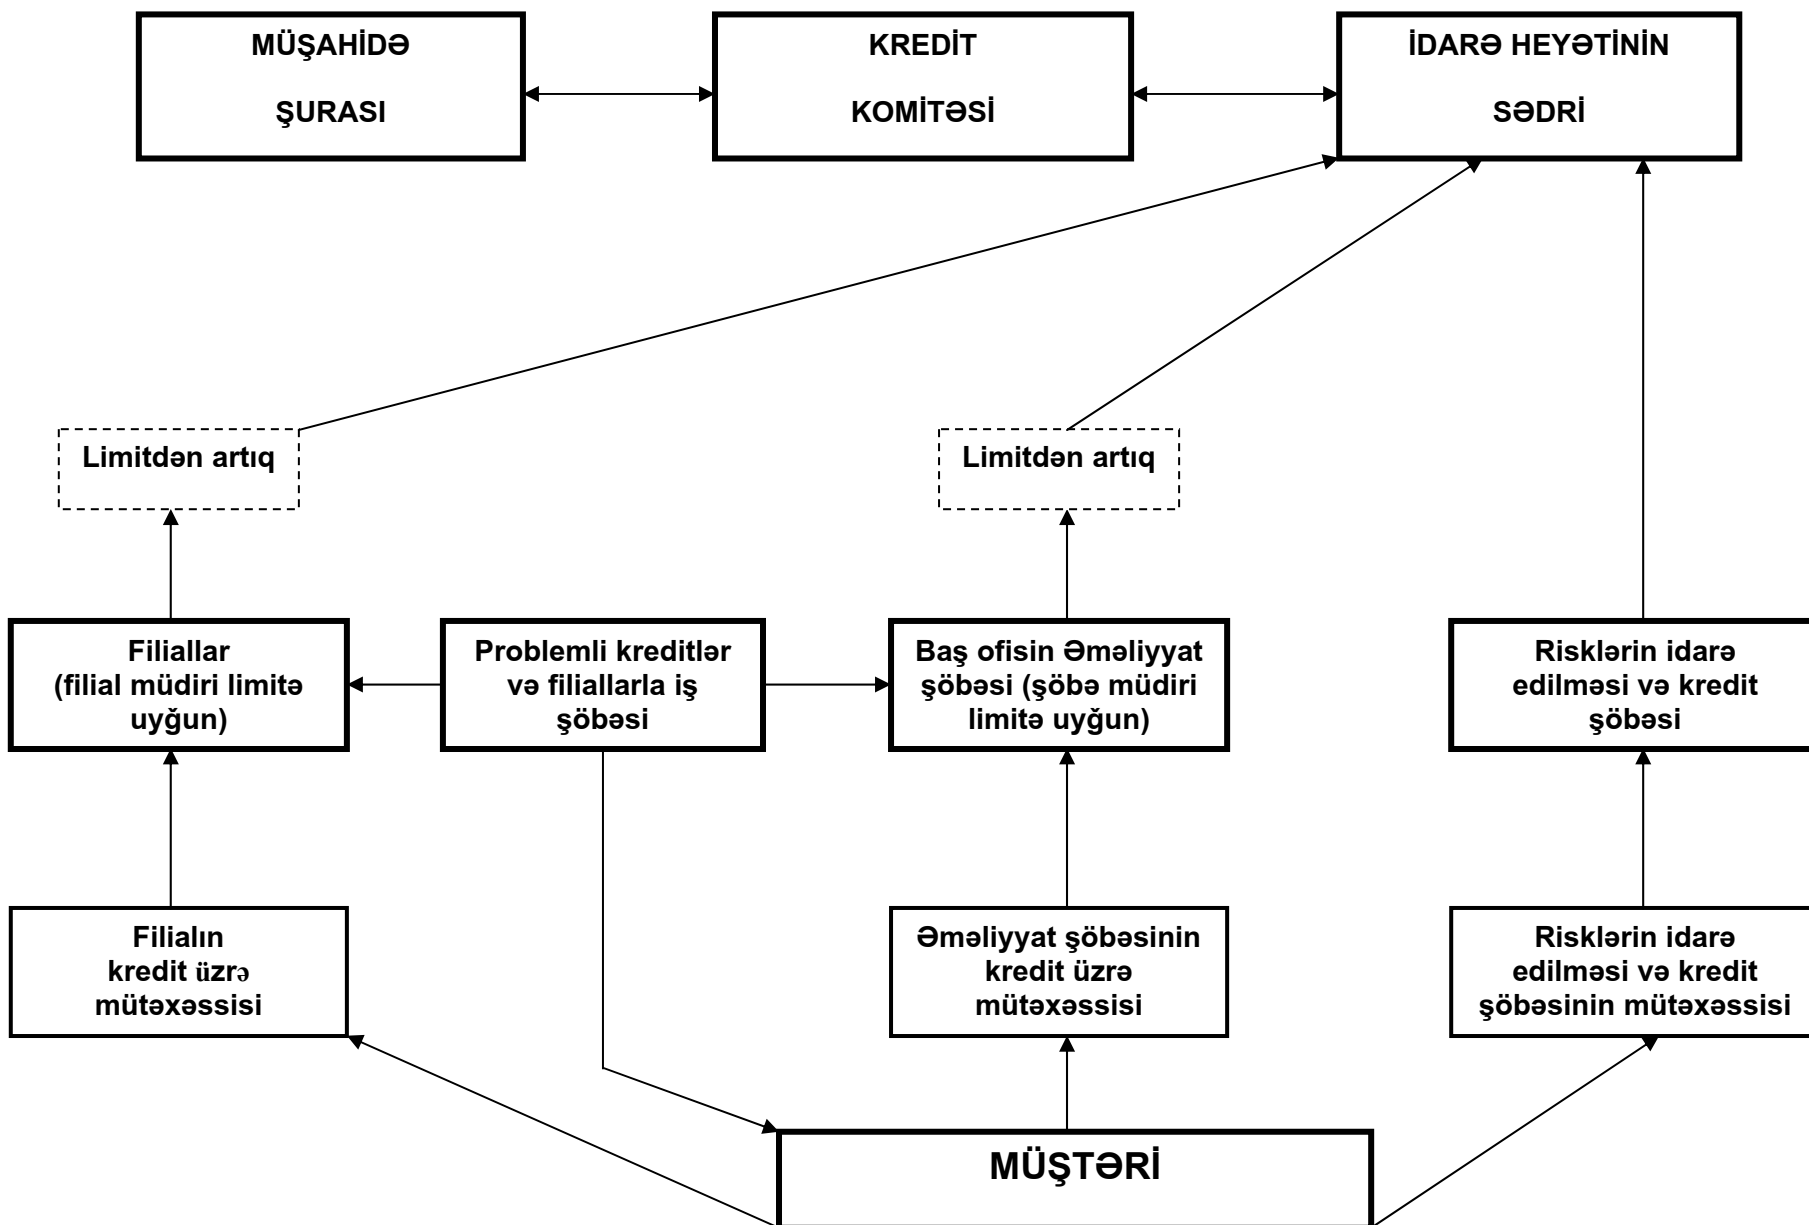 MÜŞAHİDƏ
ŞURASI
KREDİT
KOMİTƏSİ
İDARƏ HEYƏTİNİN
SƏDRİ
Limitdən artıq
Limitdən artıq
Filiallar
(filial müdiri limitə
uyğun)
Problemli kreditlər
və filiallarla iş
şöbəsi
Baş ofisin Əməliyyat
şöbəsi (şöbə müdiri
limitə uyğun)
Risklərin idarə
edilməsi və kredit
şöbəsi
Filialın
kredit üzrə
mütəxəssisi
Əməliyyat şöbəsinin
kredit üzrə
mütəxəssisi
Risklərin idarə
edilməsi və kredit
şöbəsinin mütəxəssisi
MÜŞTƏRİ